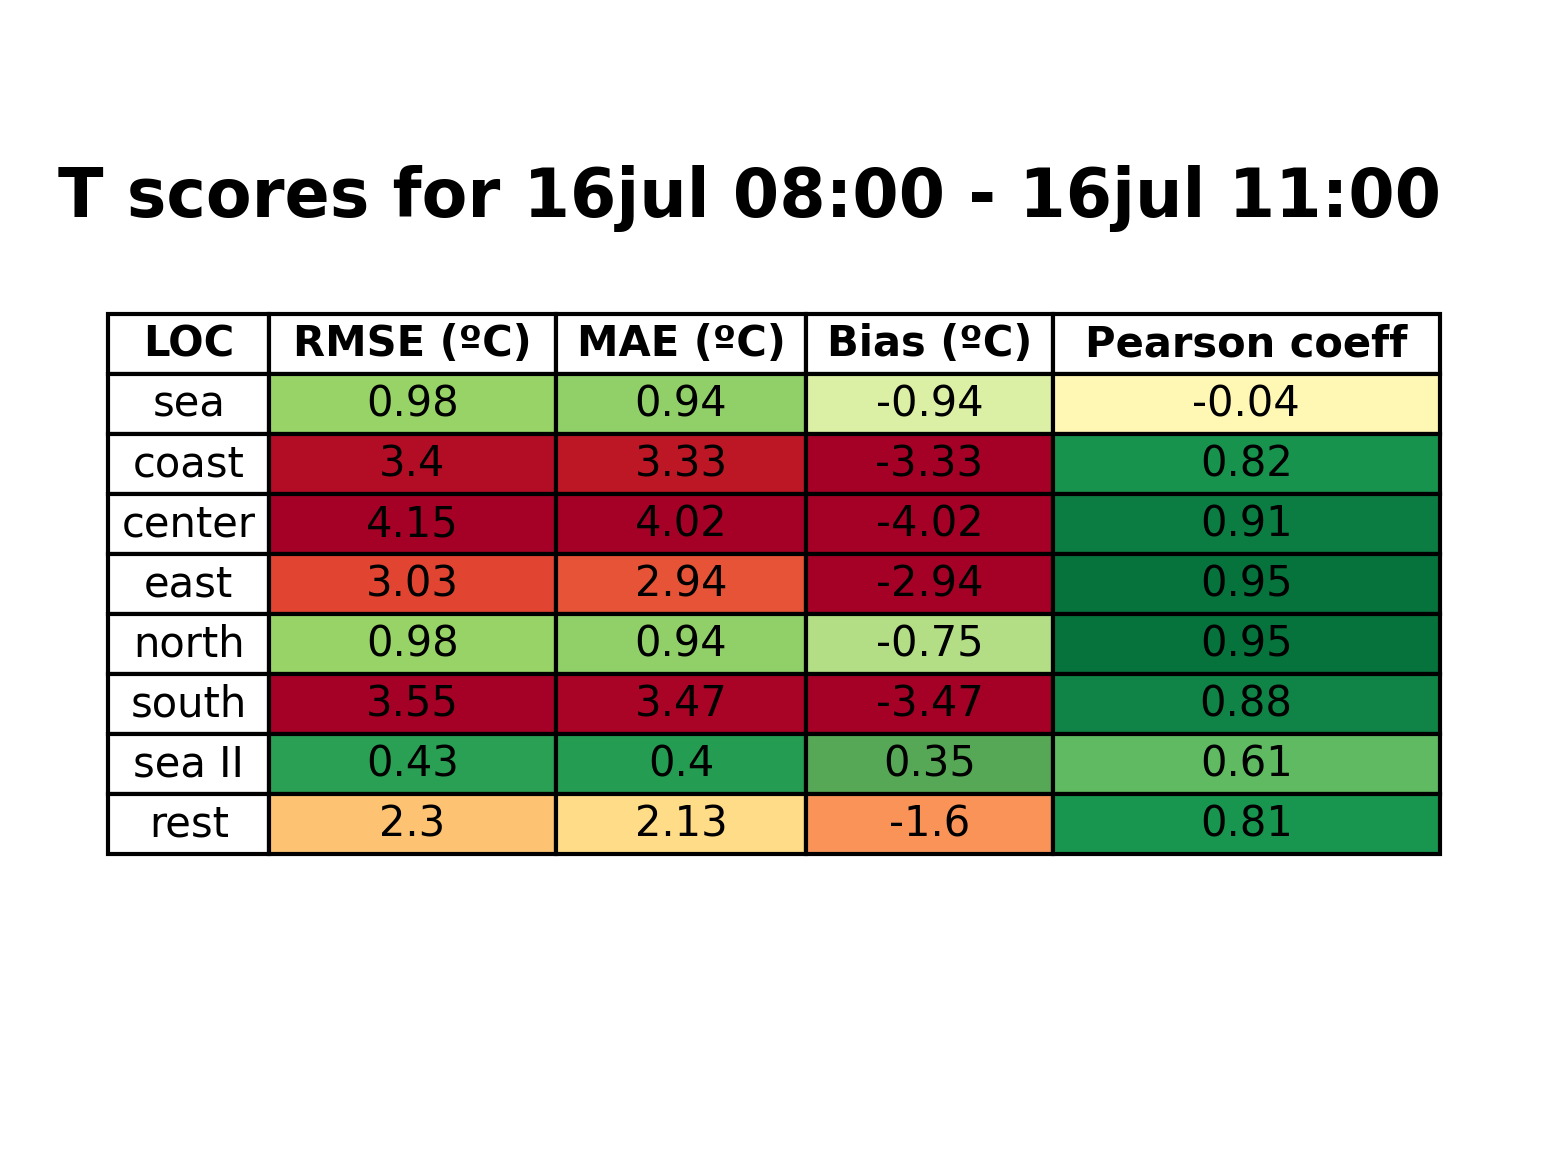 T scores for 16jul 08:00 - 16jul 11:00
LOC RMSE (ºC) MAE (ºC) Bias (ºC) Pearson coeff
sea 0.98 0.94 -0.94 -0.04
coast 3.4 3.33 -3.33 0.82
center 4.15 4.02 -4.02 0.91
east 3.03 2.94 -2.94 0.95
north 0.98 0.94 -0.75 0.95
south 3.55 3.47 -3.47 0.88
sea II 0.43 0.4 0.35 0.61
rest 2.3 2.13 -1.6 0.81